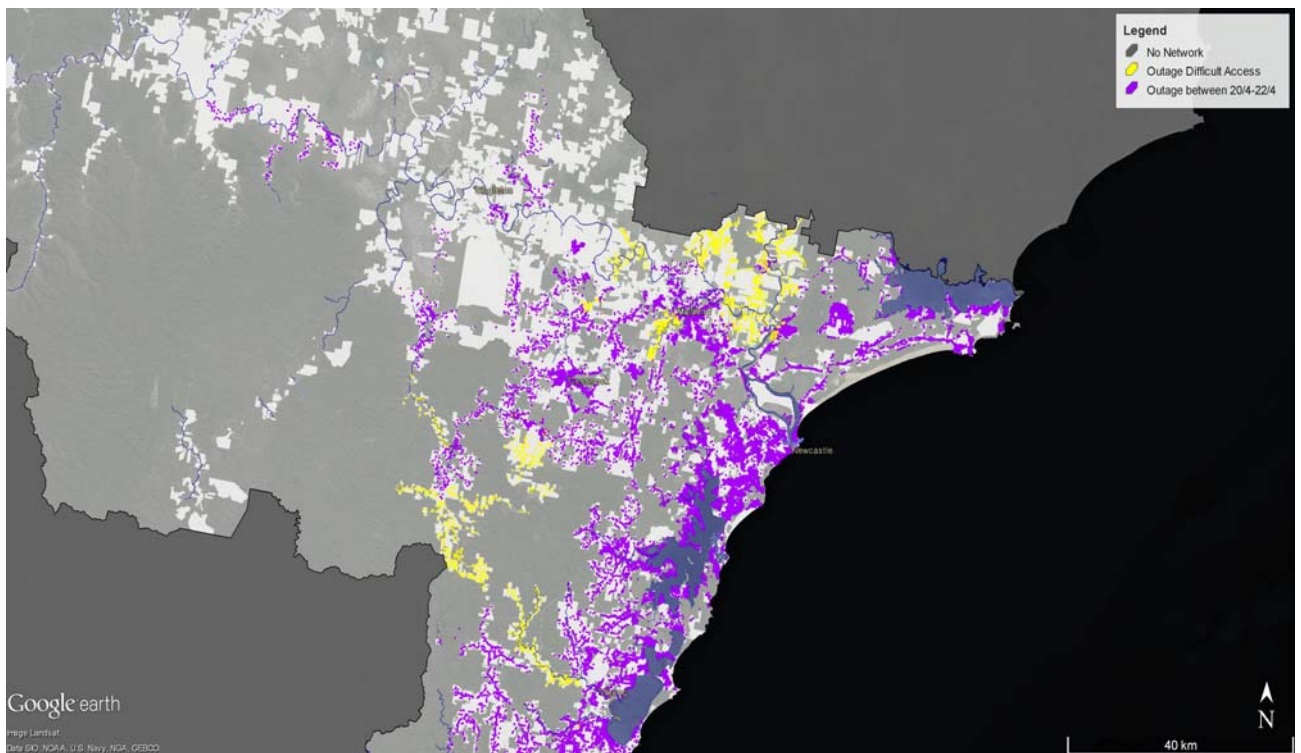 Legend
No Network
Outage Difficult Access
Outage between 20/4-22/4
Newcastle
Google earth
Image Landsat
Data SIO, NOAA, U.S. Navy, NGA, GEBCO
N
40 km